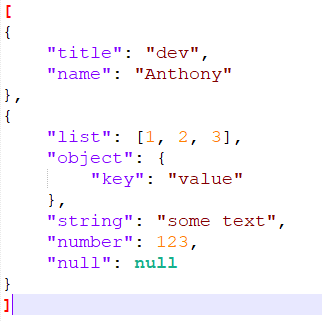 [
{
    "title": "dev",
    "name": "Anthony"
},
{
    "list": [1, 2, 3],
    "object": {
        "key": "value"
    },
    "string": "some text",
    "number": 123,
    "null": null
}
]